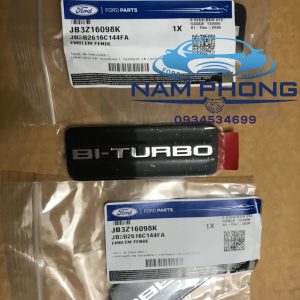 Ford
FORD PARTS
JB3Z16098K 1X
JB3B2616C144FA
EMBLEM FENDE
NAM PHONG
0934534699
BI-TURBO
Ford
FORD PARTS
JB3Z16098K 1X
JB3B2616C144FA
EMBLEM FENDE